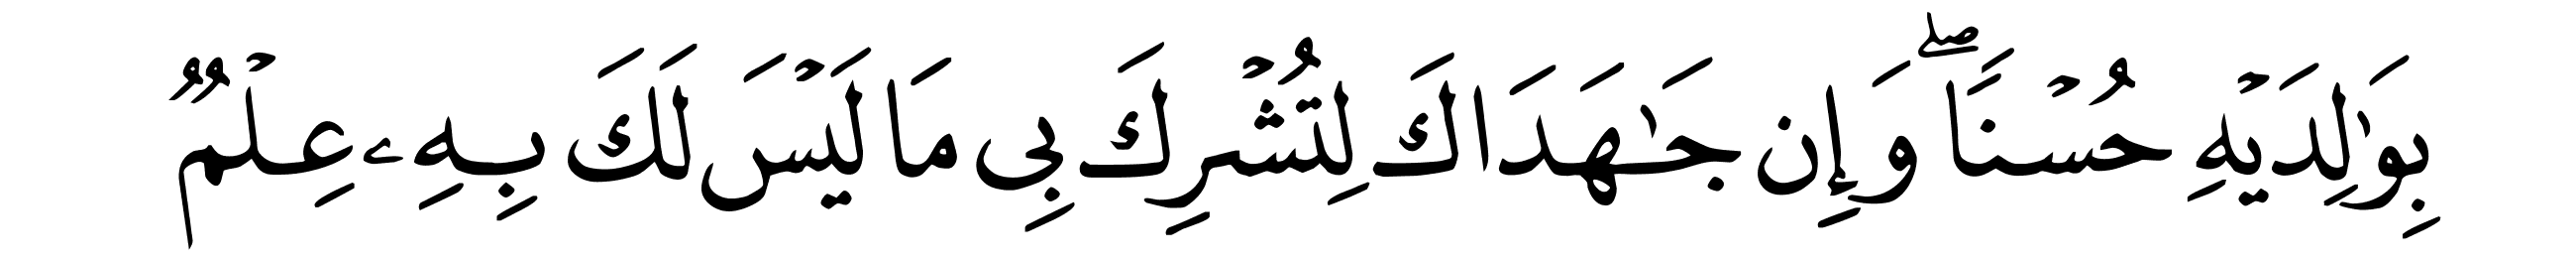 بِوَٰلِدَيْهِ حُسْنًاۖ وَإِن جَٰهَدَاكَ لِتُشْرِكَ بِى مَا لَيْسَ لَكَ بِهِۦ عِلْمٌ